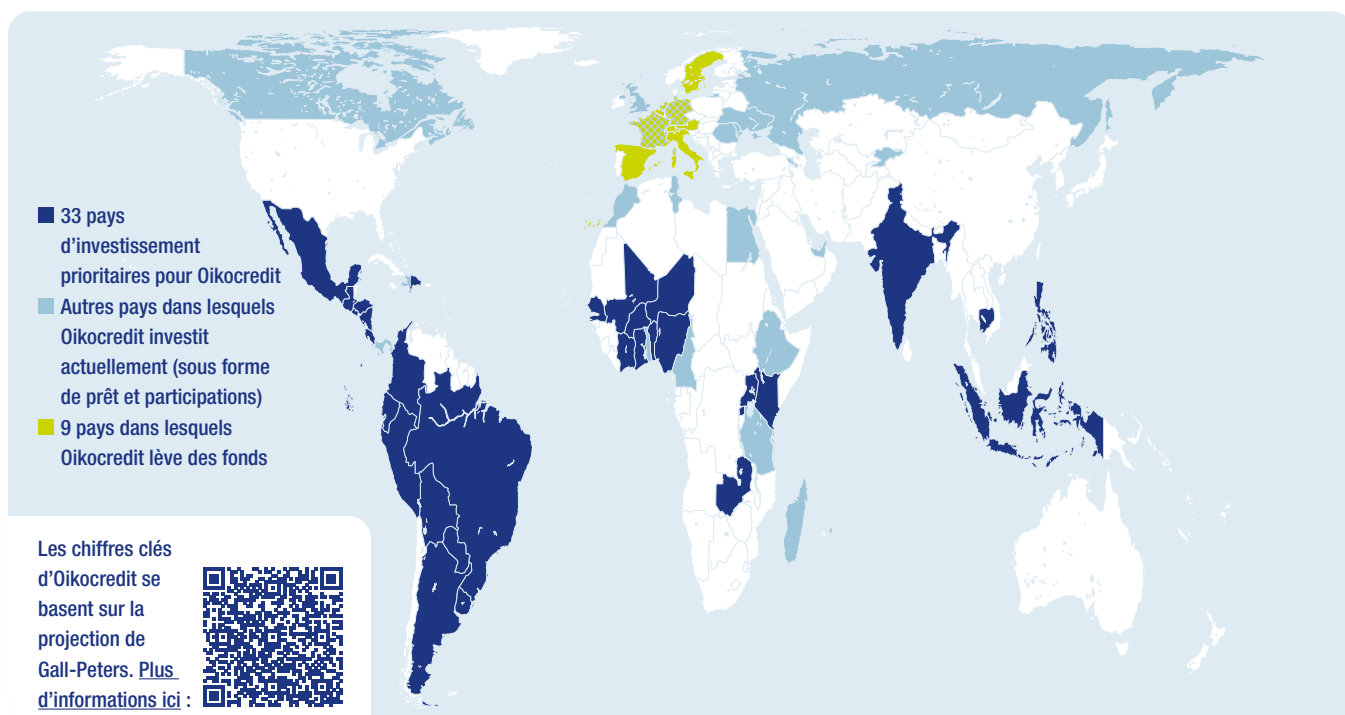 33 pays
d’investissement
prioritaires pour Oikocredit
Autres pays dans lesquels
Oikocredit investit
actuellement (sous forme
de prêt et participations)
9 pays dans lesquels
Oikocredit lève des fonds
Les chiffres clés
d’Oikocredit se
basent sur la
projection de
Gall-Peters. Plus
d’informations ici :